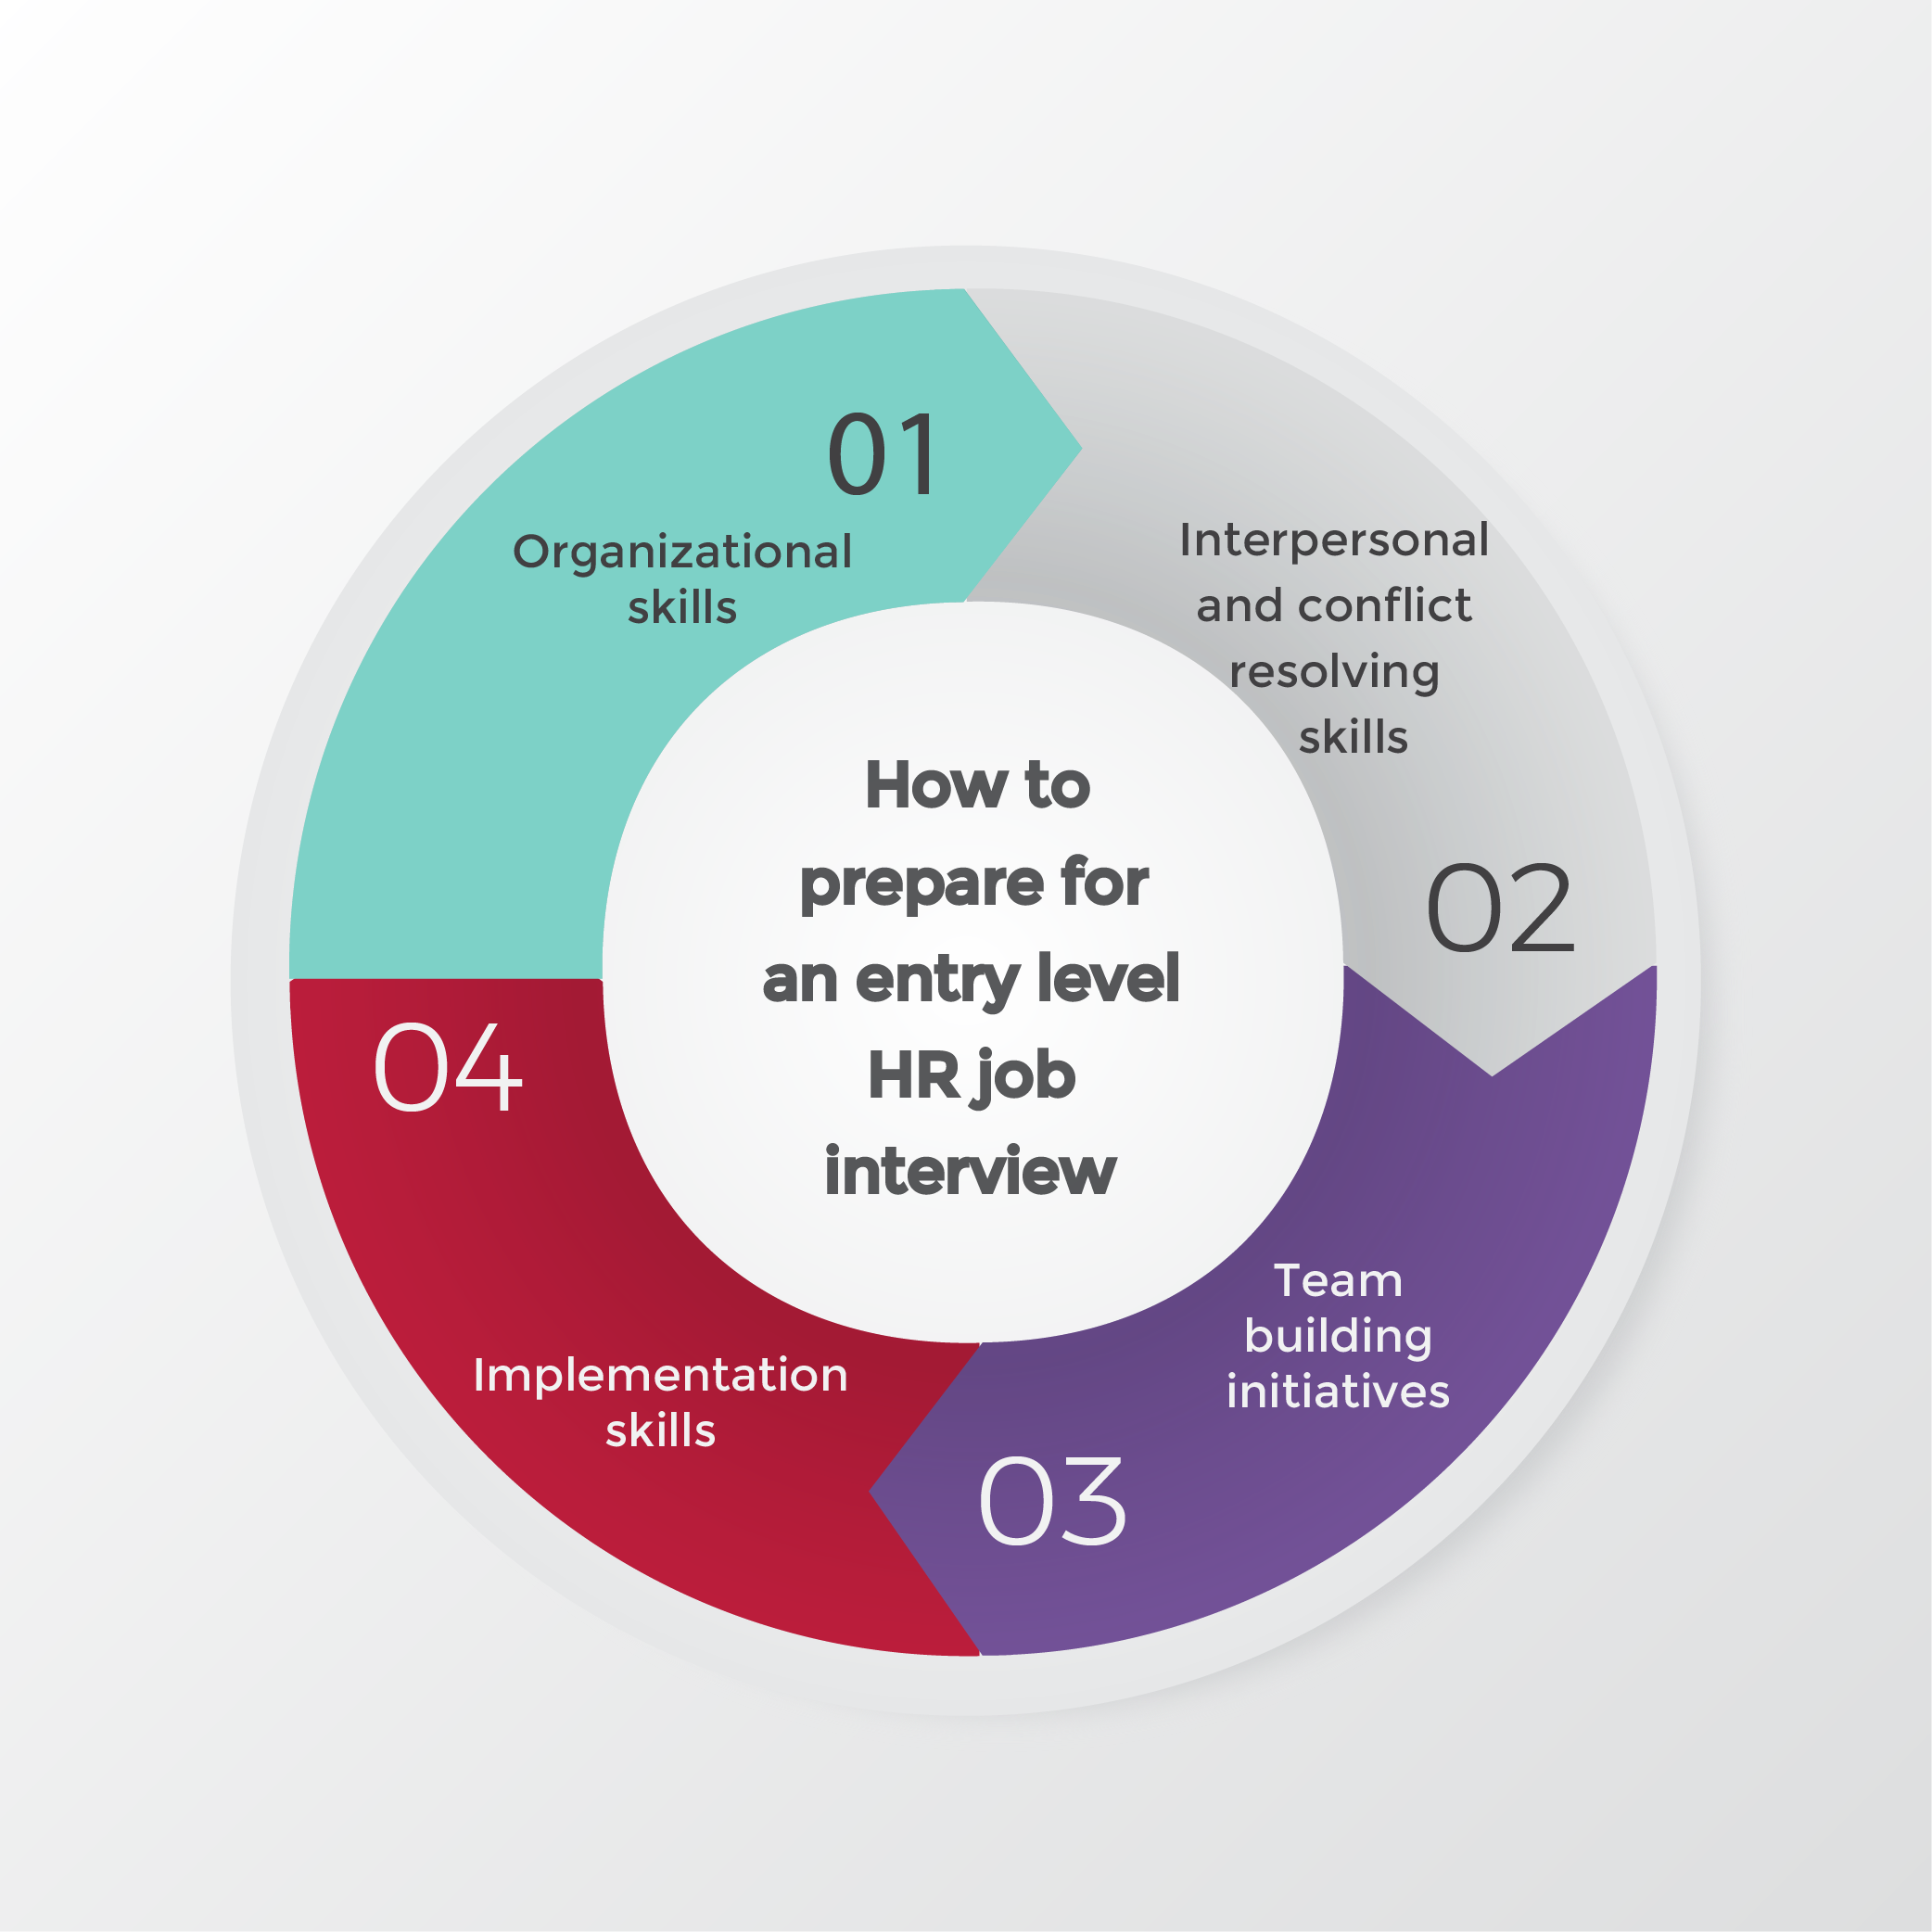 How to
prepare for
an entry level
HR job
interview
01
Organizational
skills
Interpersonal
and conflict
resolving
skills
02
Team
building
initiatives
03
04
Implementation
skills